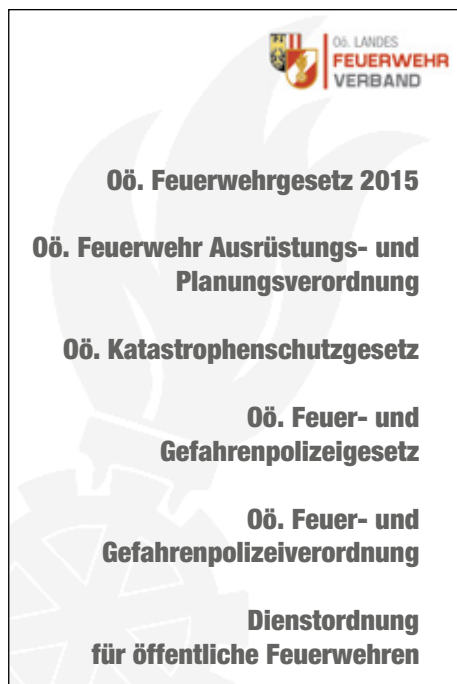 Oö. LANDES
FEUERWEHR
VERBAND
Oö. Feuerwehrgesetz 2015
Oö. Feuerwehr Ausrüstungs- und
Planungsverordnung
Oö. Katastrophenschutzgesetz
Oö. Feuer- und
Gefahrenpolizeigesetz
Oö. Feuer- und
Gefahrenpolizeiverordnung
Dienstordnung
für öffentliche Feuerwehren